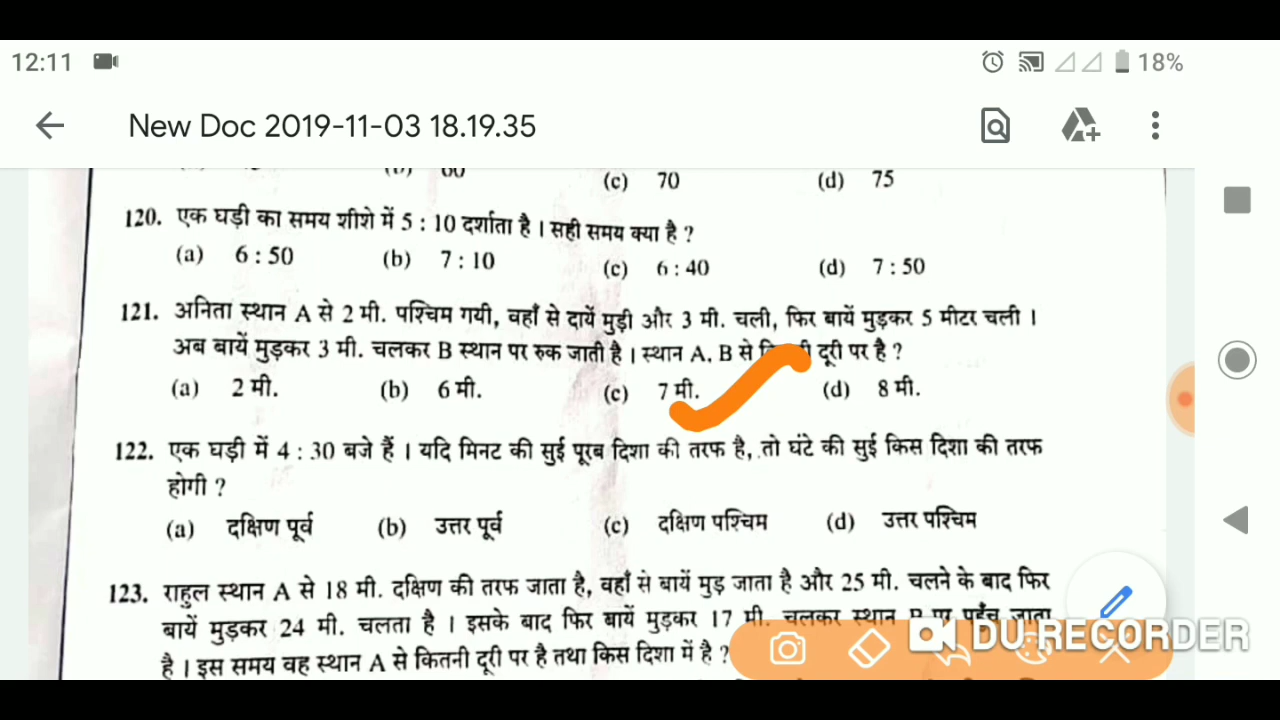 12:11
18%
New Doc 2019-11-03 18.19.35
60 (c) 70 (d) 75
120. एक घड़ी का समय शीशे में 5 : 10 दर्शाता है । सही समय क्या है ?
(a) 6 : 50 (b) 7 : 10 (c) 6 : 40 (d) 7 : 50
121. अनिता स्थान A से 2 मी. पश्चिम गयी, वहाँ से दायें मुड़ी और 3 मी. चली, फिर बायें मुड़कर 5 मीटर चली ।
अब बायें मुड़कर 3 मी. चलकर B स्थान पर रुक जाती है । स्थान A, B से दूरी पर है ?
(a) 2 मी. (b) 6 मी. (c) 7 मी. (d) 8 मी.
122. एक घड़ी में 4 : 30 बजे हैं । यदि मिनट की सुई पूरब दिशा की तरफ है, तो घंटे की सुई किस दिशा की तरफ
होगी ?
(a) दक्षिण पूर्व (b) उत्तर पूर्व (c) दक्षिण पश्चिम (d) उत्तर पश्चिम
123. राहुल स्थान A से 18 मी. दक्षिण की तरफ जाता है, वहाँ से बायें मुड़ जाता है और 25 मी. चलने के बाद फिर
बायें मुड़कर 24 मी. चलता है । इसके बाद फिर बायें मुड़कर 17 मी. चलकर स्थान B पर पहुँच जाता
है । इस समय वह स्थान A से कितनी दूरी पर है तथा किस दिशा में है ?
DU RECORDER